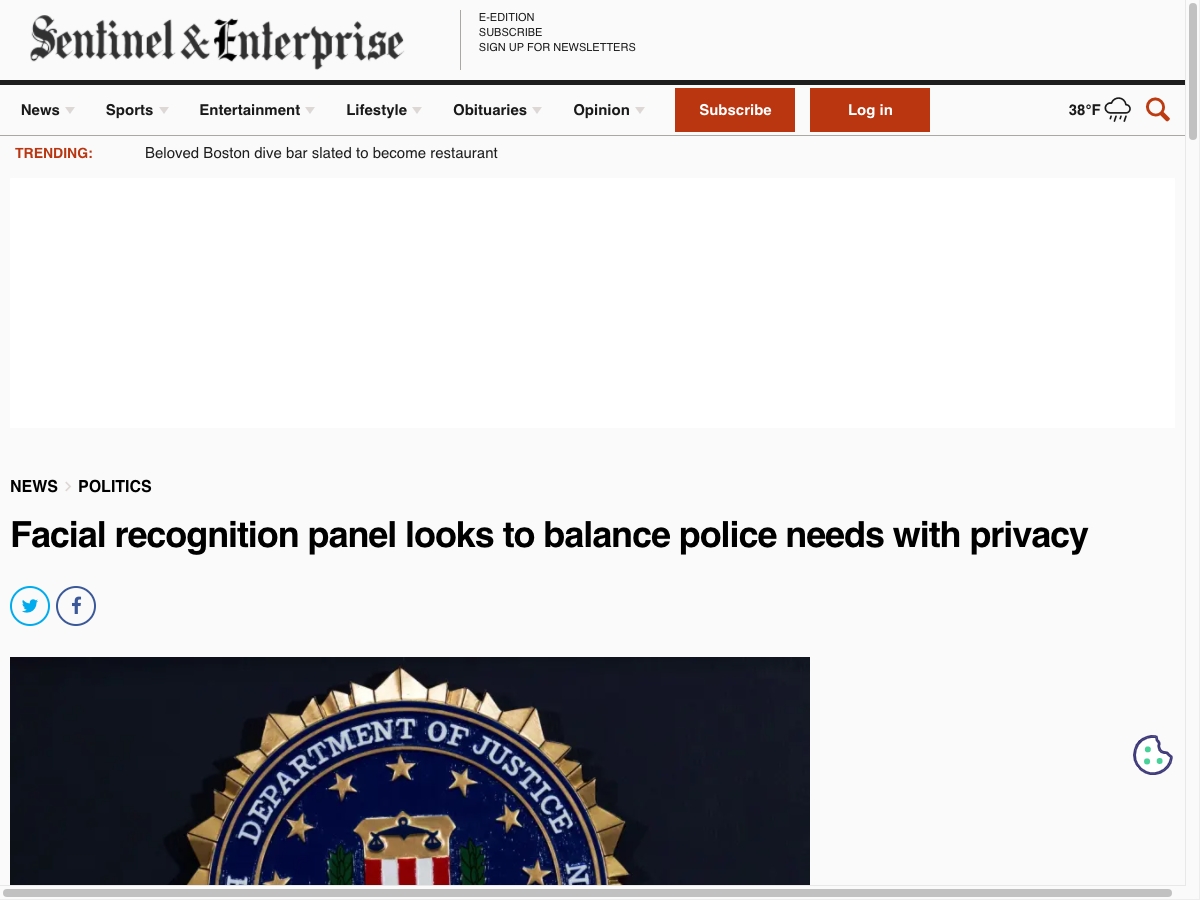 Sentinel & Enterprise
E-EDITION
SUBSCRIBE
SIGN UP FOR NEWSLETTERS
News Sports Entertainment Lifestyle Obituaries Opinion Subscribe Log in 38°F
TRENDING: Beloved Boston dive bar slated to become restaurant
NEWS POLITICS
Facial recognition panel looks to balance police needs with privacy
DEPARTMENT OF JUSTICE